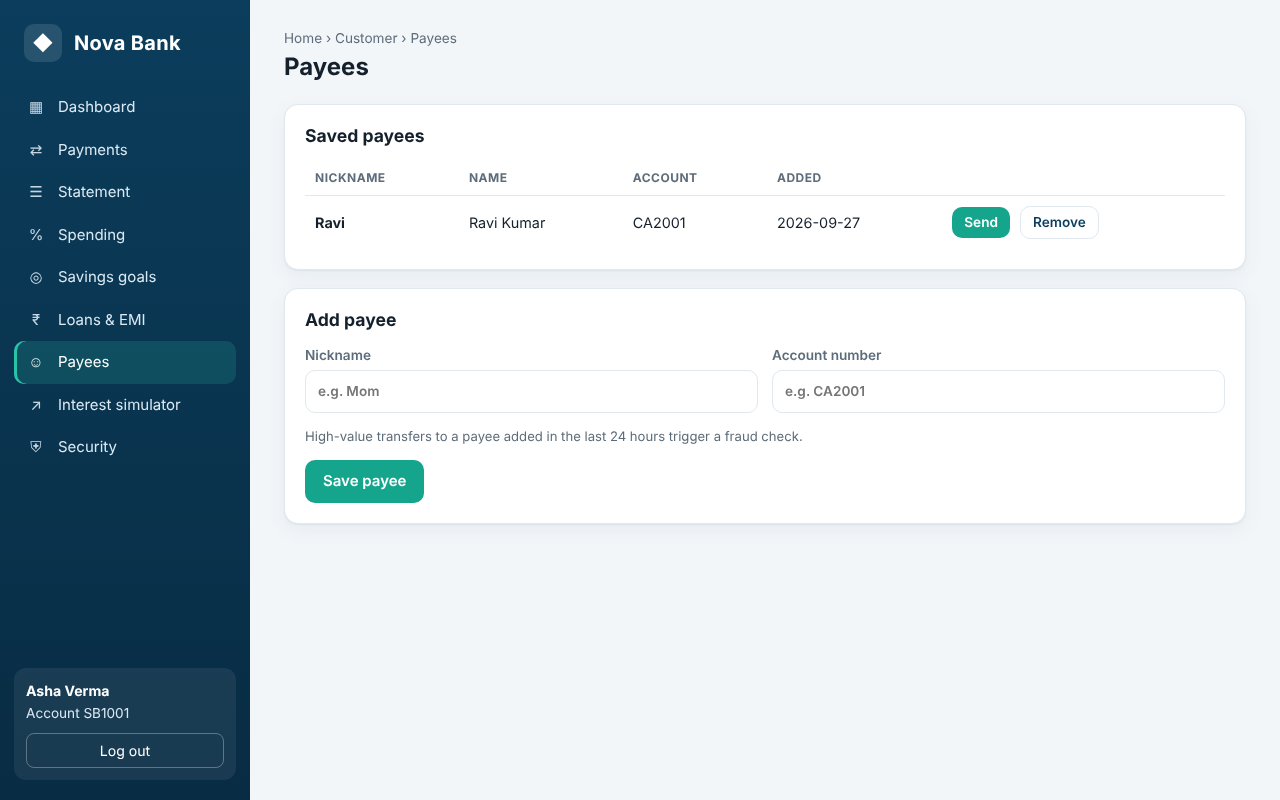 Nova Bank
Dashboard
Payments
Statement
% Spending
Savings goals
₹ Loans & EMI
Payees
Interest simulator
Security
Asha Verma
Account SB1001
Log out
Home › Customer › Payees
Payees
Saved payees
NICKNAME NAME ACCOUNT ADDED
Ravi Ravi Kumar CA2001 2026-09-27 Send Remove
Add payee
Nickname Account number
e.g. Mom e.g. CA2001
High-value transfers to a payee added in the last 24 hours trigger a fraud check.
Save payee